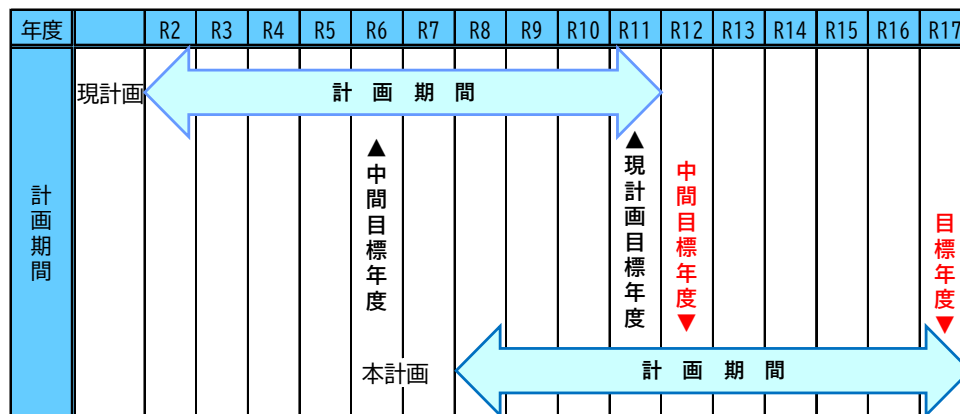 年度 R2 R3 R4 R5 R6 R7 R8 R9 R10 R11 R12 R13 R14 R15 R16 R17
計画期間
現計画
計画期間
▲中間目標年度
▲現計画目標年度
中間目標年度▼
目標年度▼
本計画
計画期間